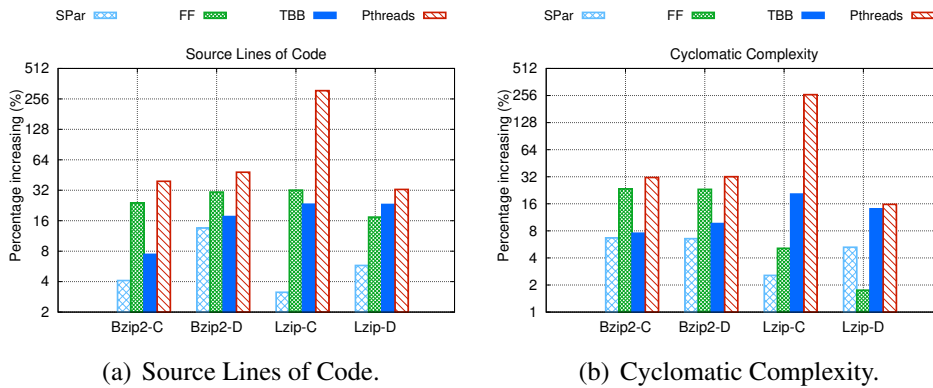 SPar FF TBB Pthreads
Source Lines of Code
Percentage increasing (%)
512
256
128
64
32
16
8
4
2
Bzip2-C Bzip2-D Lzip-C Lzip-D
(a) Source Lines of Code.
SPar FF TBB Pthreads
Cyclomatic Complexity
Percentage increasing (%)
512
256
128
64
32
16
8
4
2
1
Bzip2-C Bzip2-D Lzip-C Lzip-D
(b) Cyclomatic Complexity.